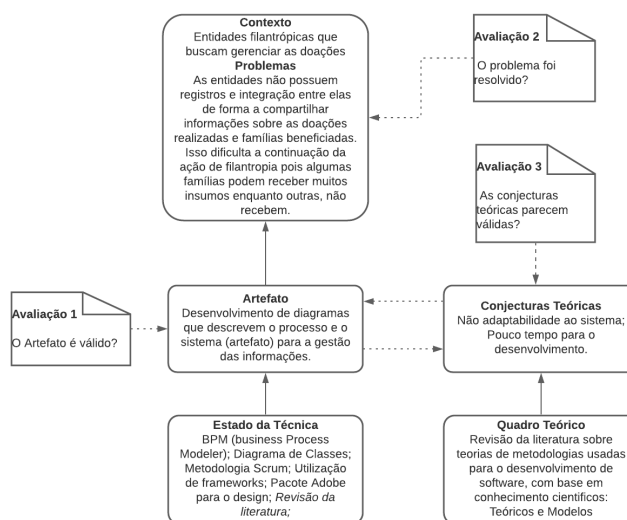 Contexto
Entidades filantrópicas que
buscam gerenciar as doações
Problemas
As entidades não possuem
registros e integração entre elas
de forma a compartilhar
informações sobre as doações
realizadas e famílias beneficiadas.
Isso dificulta a continuação da
ação de filantropia pois algumas
famílias podem receber muitos
insumos enquanto outras, não
recebem.
Avaliação 2
O problema foi
resolvido?
Avaliação 3
As conjecturas
teóricas parecem
válidas?
Avaliação 1
O Artefato é válido?
Artefato
Desenvolvimento de diagramas
que descrevem o processo e o
sistema (artefato) para a gestão
das informações.
Conjecturas Teóricas
Não adaptabilidade ao sistema;
Pouco tempo para o
desenvolvimento.
Estado da Técnica
BPM (business Process
Modeler); Diagrama de Classes;
Metodologia Scrum; Utilização
de frameworks; Pacote Adobe
para o design; Revisão da
literatura;
Quadro Teórico
Revisão da literatura sobre
teorias de metodologias usadas
para o desenvolvimento de
software, com base em
conhecimento cientificos:
Teóricos e Modelos